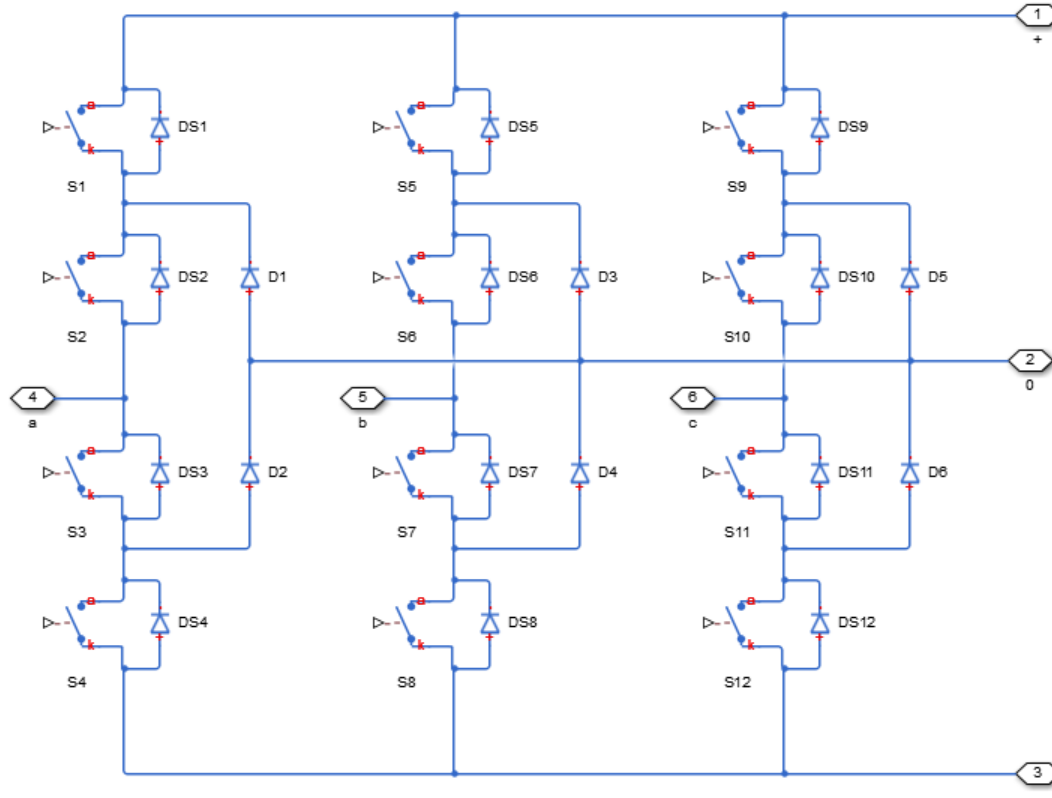 1
+
a
DS1
k
S1
a
DS5
k
S5
a
DS9
k
S9
a
DS2
D1
k
S2
a
DS6
D3
k
S6
a
DS10
D5
k
S10
2
0
4
a
5
b
6
c
a
DS3
D2
k
S3
a
DS7
D4
k
S7
a
DS11
D6
k
S11
a
DS4
k
S4
a
DS8
k
S8
a
DS12
k
S12
3